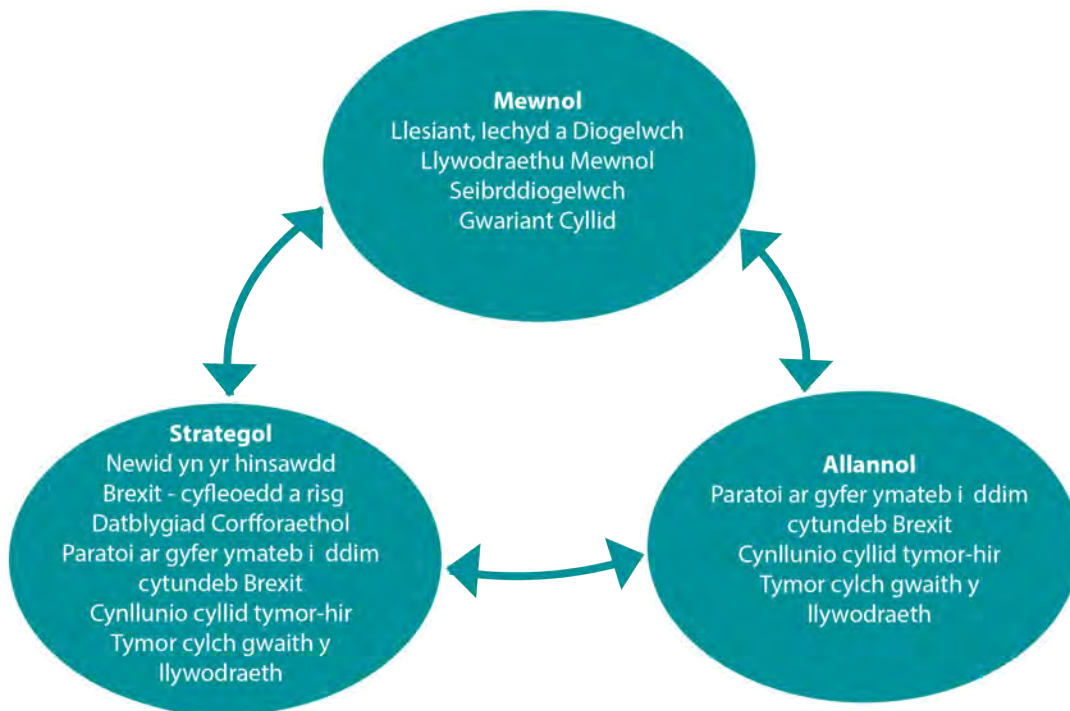 Mewnol
Llesiant, Iechyd a Diogelwch
Llywodraethu Mewnol
Seibrddiogelwch
Gwariant Cyllid
Strategol
Newid yn yr hinsawdd
Brexit - cyfleoedd a risg
Datblygiad Corfforaethol
Paratoi ar gyfer ymateb i ddim
cytundeb Brexit
Cynllunio cyllid tymor-hir
Tymor cylch gwaith y
llywodraeth
Allannol
Paratoi ar gyfer ymateb i ddim
cytundeb Brexit
Cynllunio cyllid tymor-hir
Tymor cylch gwaith y
llywodraeth